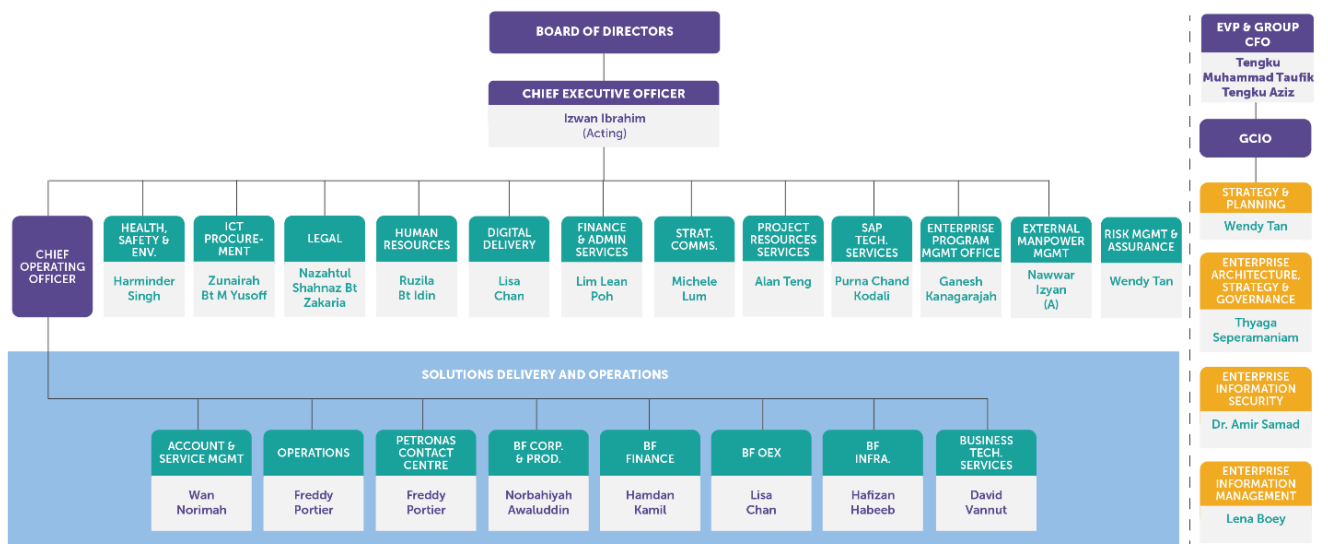 BOARD OF DIRECTORS
CHIEF EXECUTIVE OFFICER
Izwan Ibrahim
(Acting)
CHIEF
OPERATING
OFFICER
HEALTH,
SAFETY &
ENV.
Harminder
Singh
ICT
PROCURE-
MENT
Zunairah
Bt M Yusoff
LEGAL
Nazahtul
Shahnaz Bt
Zakaria
HUMAN
RESOURCES
Ruzila
Bt Idin
DIGITAL
DELIVERY
Lisa
Chan
FINANCE
& ADMIN
SERVICES
Lim Lean
Poh
STRAT.
COMMS.
Michele
Lum
PROJECT
RESOURCES
SERVICES
Alan Teng
SAP
TECH.
SERVICES
Purna Chand
Kodali
ENTERPRISE
PROGRAM
MGMT OFFICE
Ganesh
Kanagarajah
EXTERNAL
MANPOWER
MGMT
Nawwar
Izyan
(A)
RISK MGMT &
ASSURANCE
Wendy Tan
SOLUTIONS DELIVERY AND OPERATIONS
ACCOUNT &
SERVICE MGMT
Wan
Norimah
OPERATIONS
Freddy
Portier
PETRONAS
CONTACT
CENTRE
Freddy
Portier
BF CORP.
& PROD.
Norbahiyah
Awaluddin
BF
FINANCE
Hamdan
Kamil
BF OEX
Lisa
Chan
BF
INFRA.
Hafizan
Habeeb
BUSINESS
TECH.
SERVICES
David
Vannut
EVP & GROUP
CFO
Tengku
Muhammad Taufik
Tengku Aziz
GCIO
STRATEGY &
PLANNING
Wendy Tan
ENTERPRISE
ARCHITECTURE,
STRATEGY &
GOVERNANCE
Thyaga
Seperamaniam
ENTERPRISE
INFORMATION
SECURITY
Dr. Amir Samad
ENTERPRISE
INFORMATION
MANAGEMENT
Lena Boey